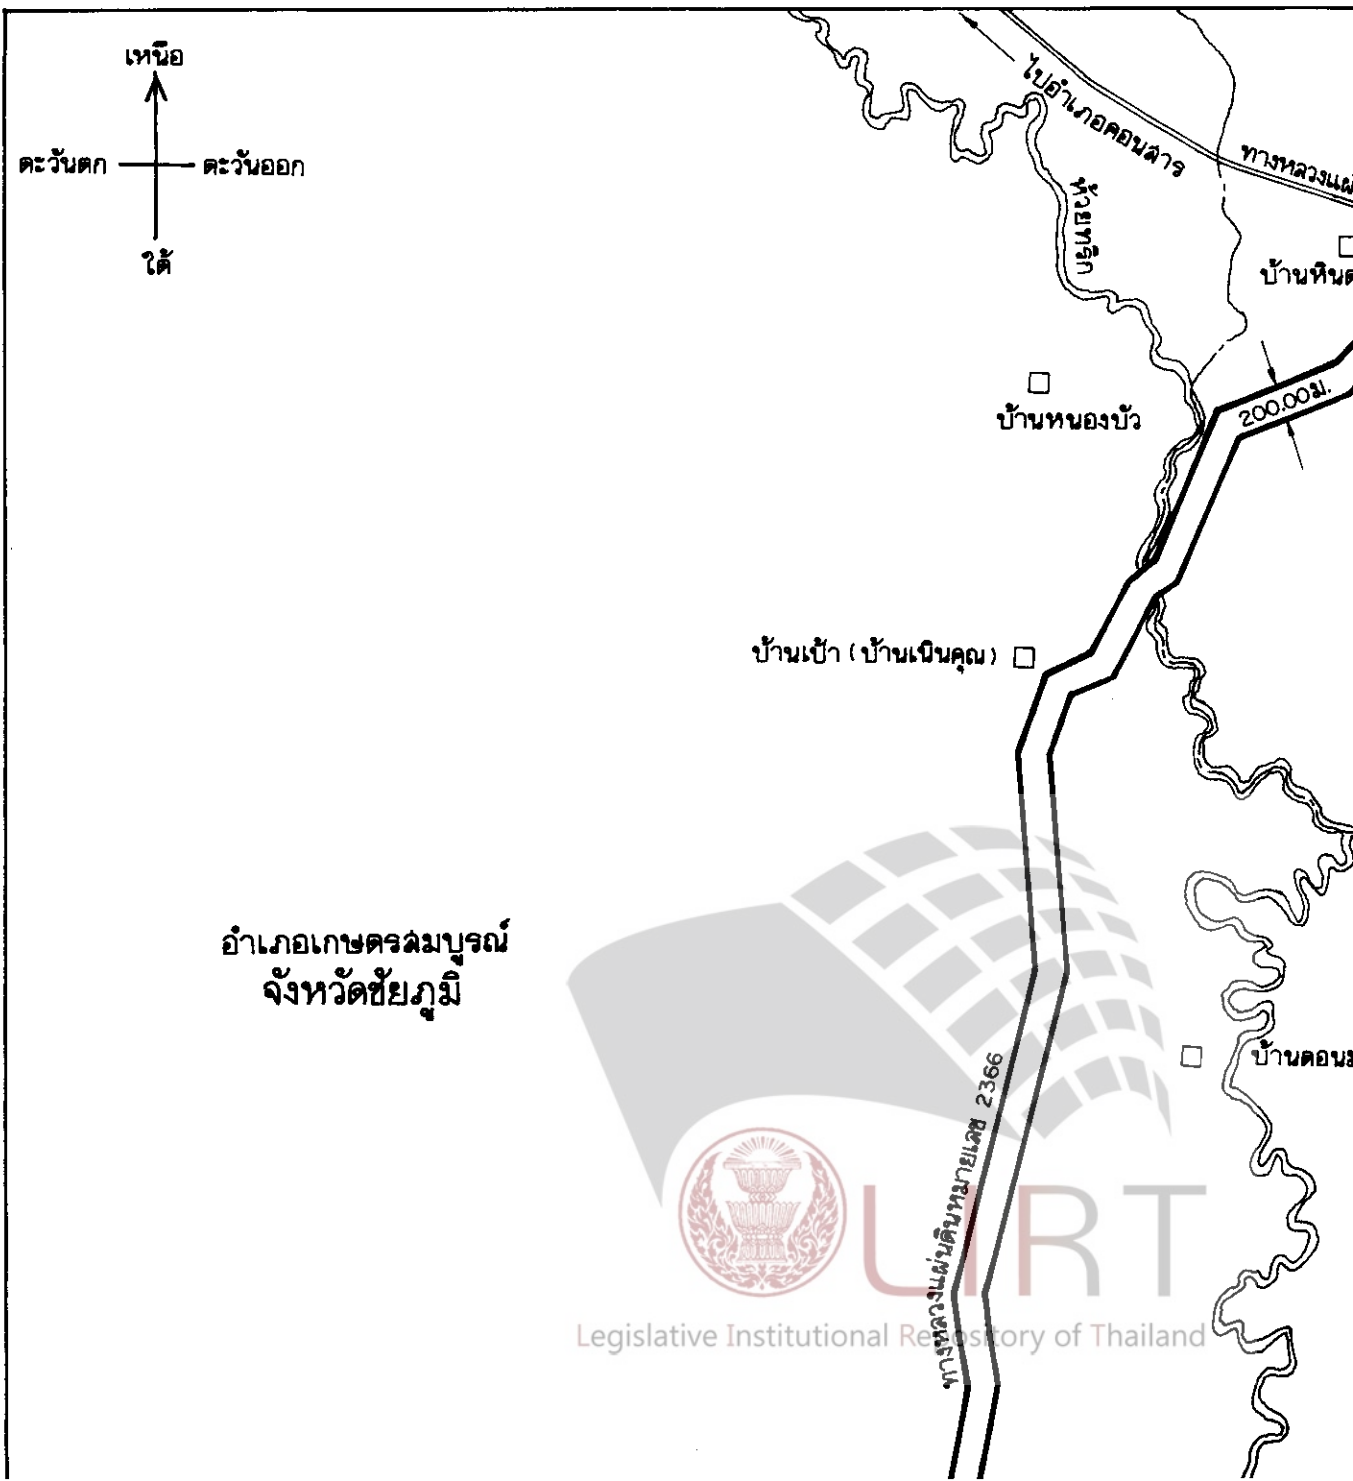 เหนือ
ตะวันตก
ตะวันออก
ใต้
ไปอำเภอคอนสาร
ทางหลวงแผ่
ห้วยทริก
บ้านหินต
บ้านหนองบัว
200.00ม.
บ้านเป้า (บ้านเนินคุณ)
อำเภอเกษตรสมบูรณ์
จังหวัดชัยภูมิ
บ้านดอนม
ทางหลวงแผ่นดินหมายเลข 2366
LIRT
Legislative Institutional Repository of Thailand